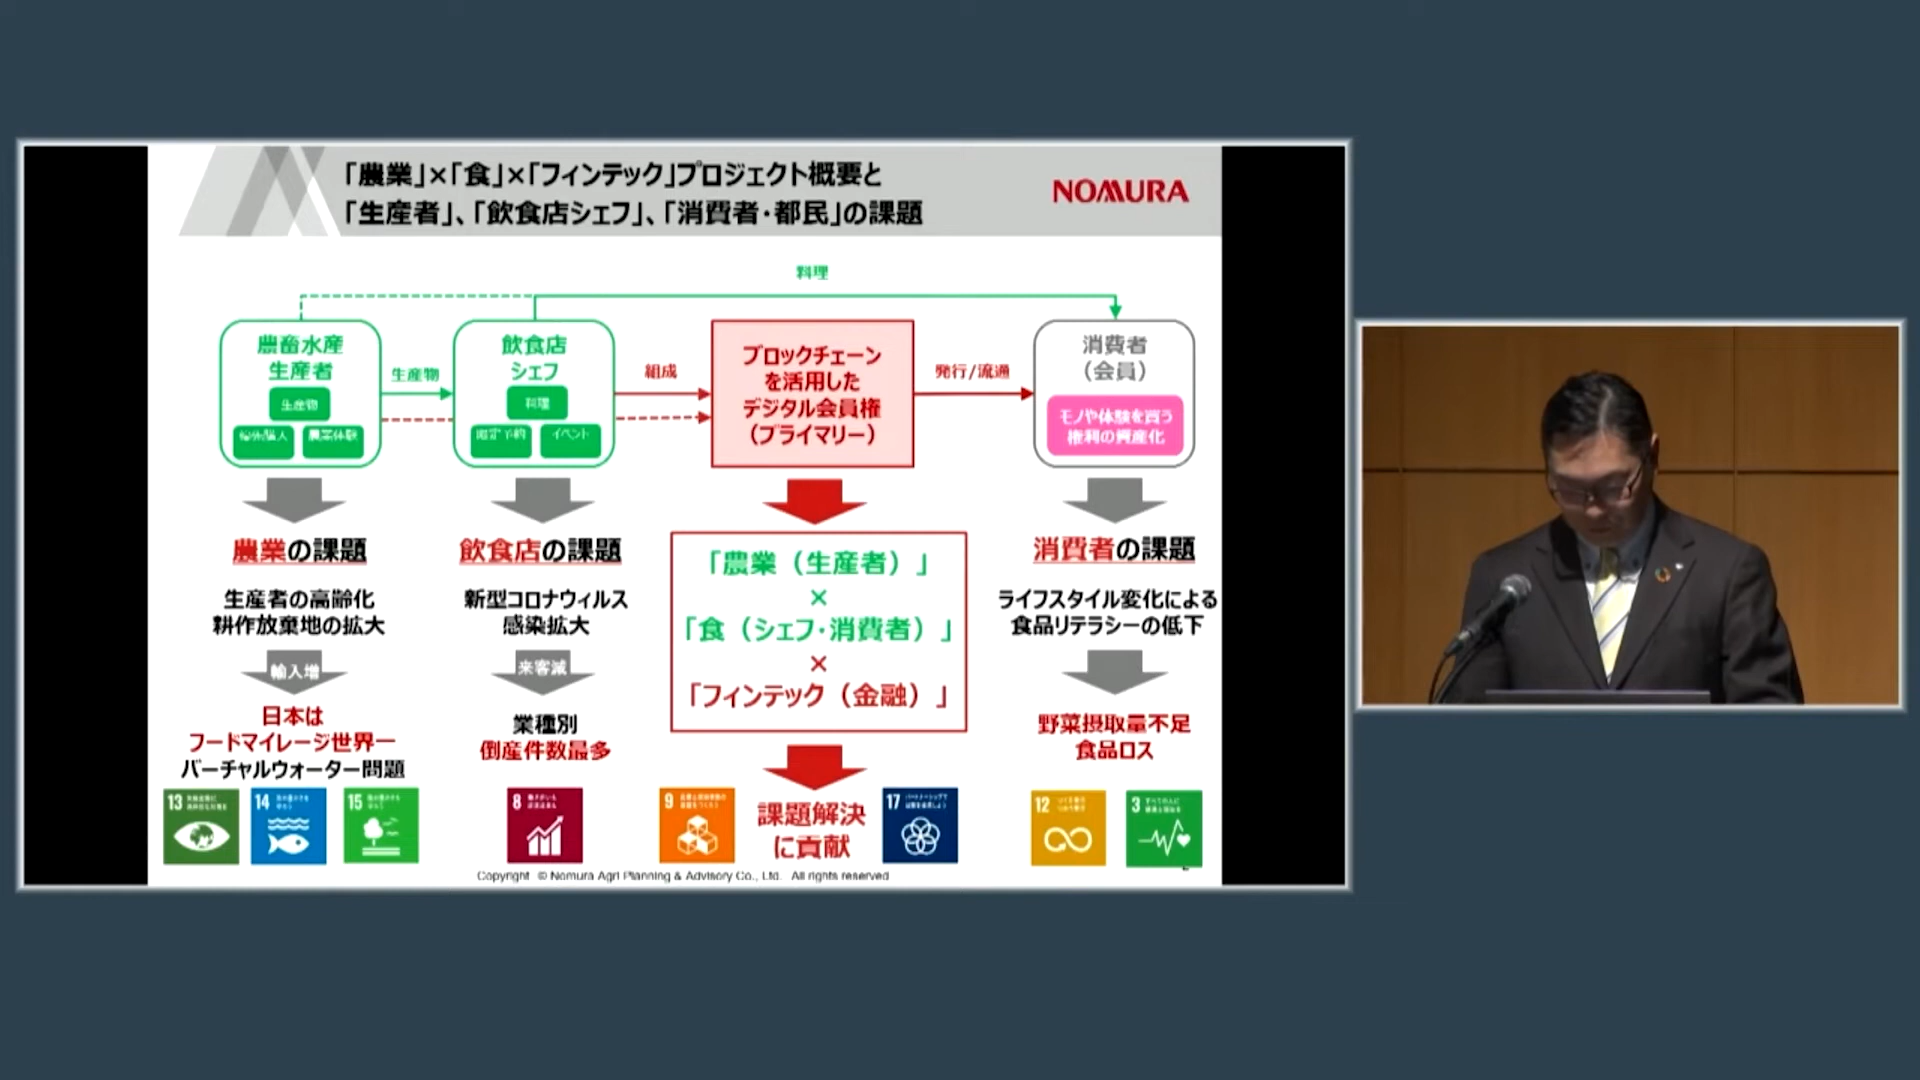 「農業」×「食」×「フィンテック」プロジェクト概要と
「生産者」、「飲食店シェフ」、「消費者・都民」の課題
NOMURA
料理
農畜水産
生産者
生産物
農業体験
生産物
飲食店
シェフ
料理
イベント
組成
ブロックチェーン
を活用した
デジタル会員権
（プライマリー）
発行/流通
消費者
（会員）
モノや体験を買う
権利の資産化
農業の課題
生産者の高齢化
耕作放棄地の拡大
輸入増
日本は
フードマイレージ世界一
バーチャルウォーター問題
飲食店の課題
新型コロナウィルス
感染拡大
来客減
業種別
倒産件数最多
「農業（生産者）」
×
「食（シェフ・消費者）」
×
「フィンテック（金融）」
課題解決
に貢献
消費者の課題
ライフスタイル変化による
食品リテラシーの低下
野菜摂取量不足
食品ロス
13
14
15
8
9
17
12
3
Copyright © Nomura Agri Planning & Advisory Co., Ltd. All rights reserved